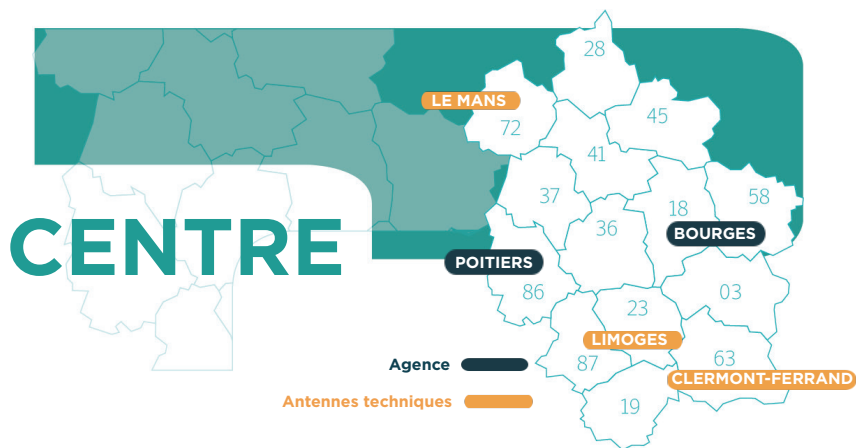 28
LE MANS
72
45
41
37
18
58
36
BOURGES
CENTRE
POITIERS
86
23
03
LIMOGES
87
63
CLERMONT-FERRAND
19
Agence
Antennes techniques